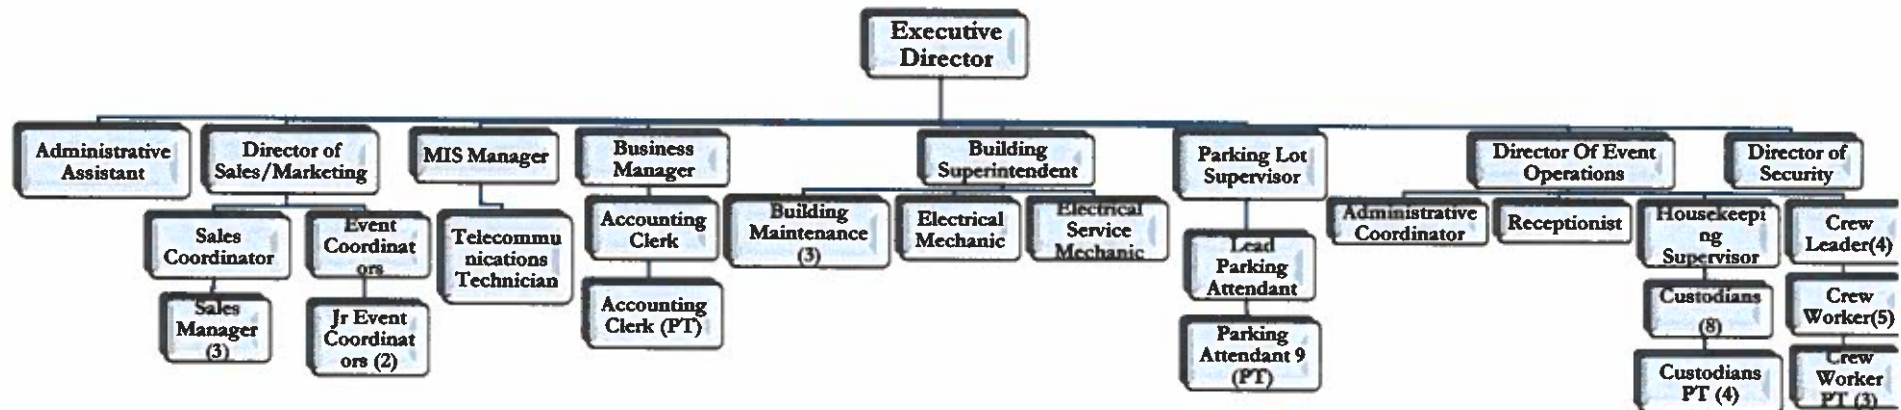 Executive
Director
Administrative
Assistant
Director of
Sales/Marketing
MIS Manager
Business
Manager
Building
Superintendent
Parking Lot
Supervisor
Director Of Event
Operations
Director of
Security
Sales
Coordinator
Event
Coordinat
ors
Telecommu
nications
Technician
Accounting
Clerk
Building
Maintenance
(3)
Electrical
Mechanic
Electrical
Service
Mechanic
Lead
Parking
Attendant
Administrative
Coordinator
Receptionist
Housekeepi
ng
Supervisor
Crew
Leader(4)
Sales
Manager
(3)
Jr Event
Coordinat
ors (2)
Accounting
Clerk (PT)
Parking
Attendant 9
(PT)
Custodians
(8)
Crew
Worker(5)
Custodians
PT (4)
Crew
Worker
PT (3)